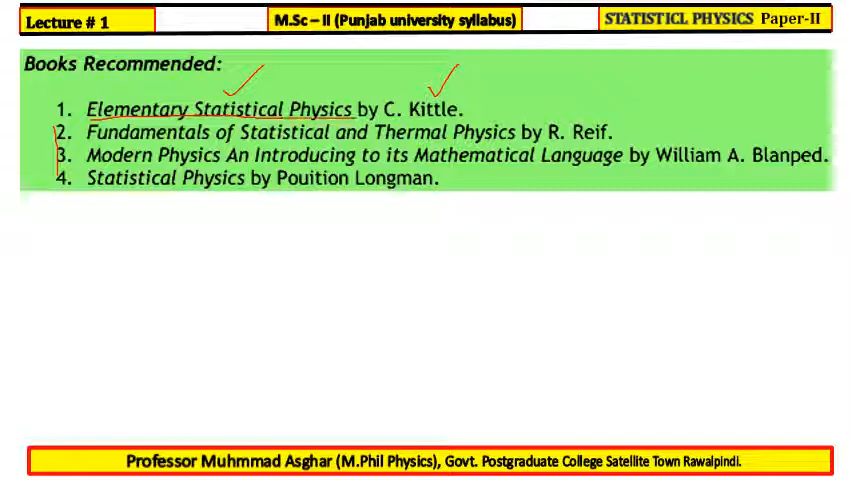 Lecture # 1
M.Sc – II (Punjab university syllabus)
STATISTICL PHYSICS Paper-II
Books Recommended:
1. Elementary Statistical Physics by C. Kittle.
2. Fundamentals of Statistical and Thermal Physics by R. Reif.
3. Modern Physics An Introducing to its Mathematical Language by William A. Blanped.
4. Statistical Physics by Pouition Longman.
Professor Muhmmad Asghar (M.Phil Physics), Govt. Postgraduate College Satellite Town Rawalpindi.